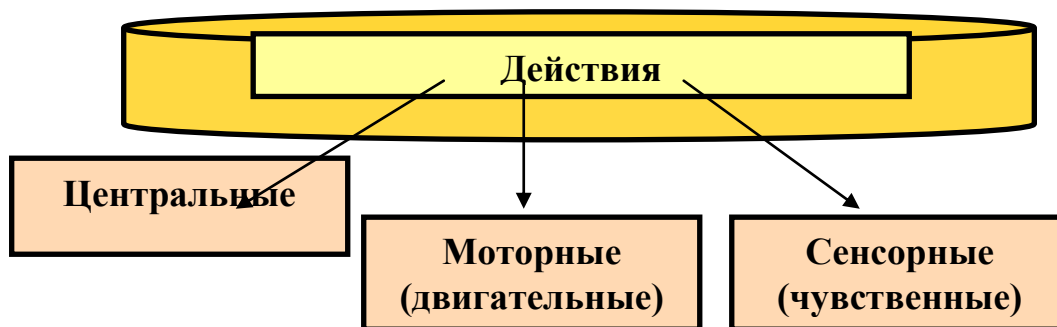 Действия
Центральные
Моторные
(двигательные)
Сенсорные
(чувственные)